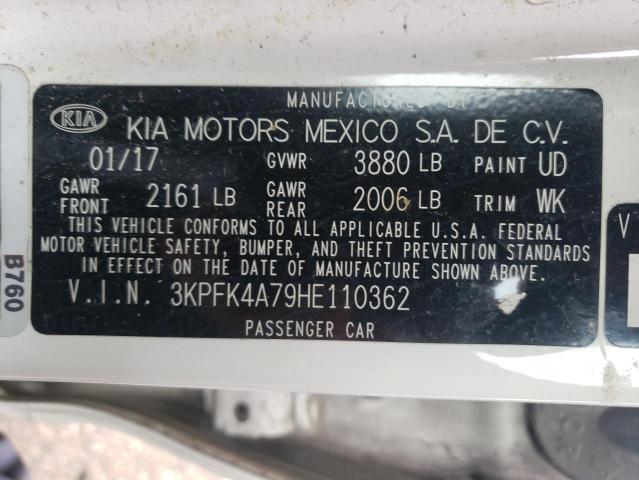 MANUFACTURED BY
KIA KIA MOTORS MEXICO S.A. DE C.V.
01/17 GVWR 3880 LB PAINT UD
GAWR FRONT 2161 LB GAWR REAR 2006 LB TRIM WK
THIS VEHICLE CONFORMS TO ALL APPLICABLE U.S.A. FEDERAL
MOTOR VEHICLE SAFETY, BUMPER, AND THEFT PREVENTION STANDARDS
IN EFFECT ON THE DATE OF MANUFACTURE SHOWN ABOVE.
V.I.N. 3KPFK4A79HE110362
PASSENGER CAR
B760
V